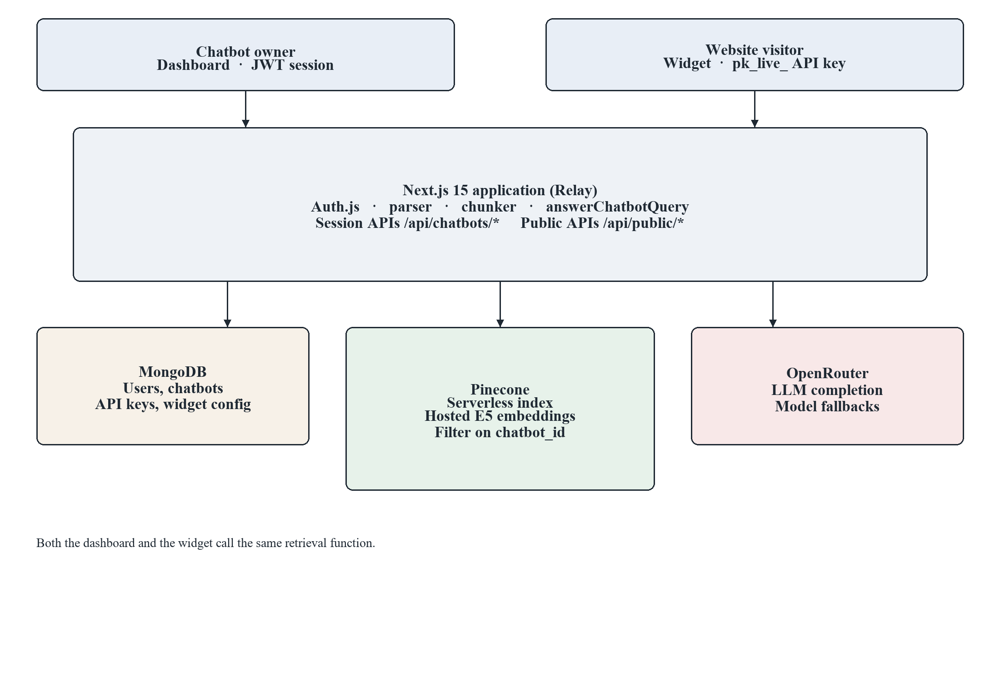 Chatbot owner
Dashboard · JWT session
Website visitor
Widget · pk_live_ API key
Next.js 15 application (Relay)
Auth.js · parser · chunker · answerChatbotQuery
Session APIs /api/chatbots/* Public APIs /api/public/*
MongoDB
Users, chatbots
API keys, widget config
Pinecone
Serverless index
Hosted E5 embeddings
Filter on chatbot_id
OpenRouter
LLM completion
Model fallbacks
Both the dashboard and the widget call the same retrieval function.